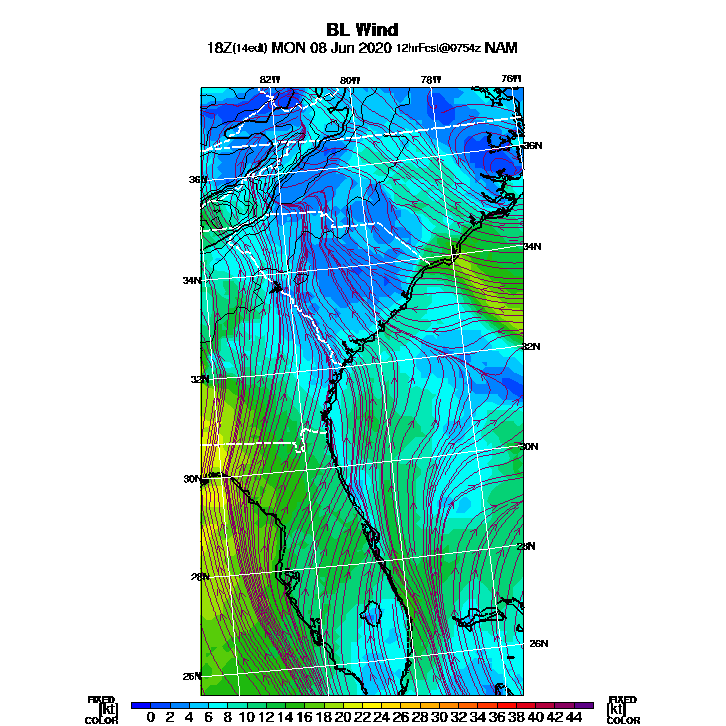 BL Wind
18Z(14edt) MON 08 Jun 2020 12hrFcst@0754z NAM
82W 80W 78W 76W
36N
36N
34N
34N
32N
32N
30N
30N
28N
28N
26N
26N
FIXED FIXED
[kt] 0 2 4 6 8 10 12 14 16 18 20 22 24 26 28 30 32 34 36 38 40 42 44 [kt]
COLOR COLOR